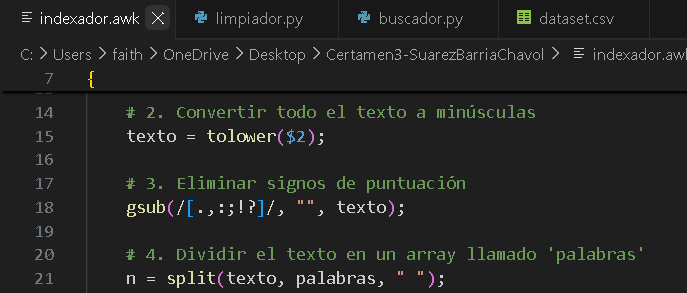 indexador.awk limpiador.py buscador.py dataset.csv
C: > Users > faith > OneDrive > Desktop > Certamen3-SuarezBarriaChavol > indexador.awk
7 {
14 # 2. Convertir todo el texto a minúsculas
15 texto = tolower($2);
16
17 # 3. Eliminar signos de puntuación
18 gsub(/[.,:;!?]/, "", texto);
19
20 # 4. Dividir el texto en un array llamado 'palabras'
21 n = split(texto, palabras, " ");